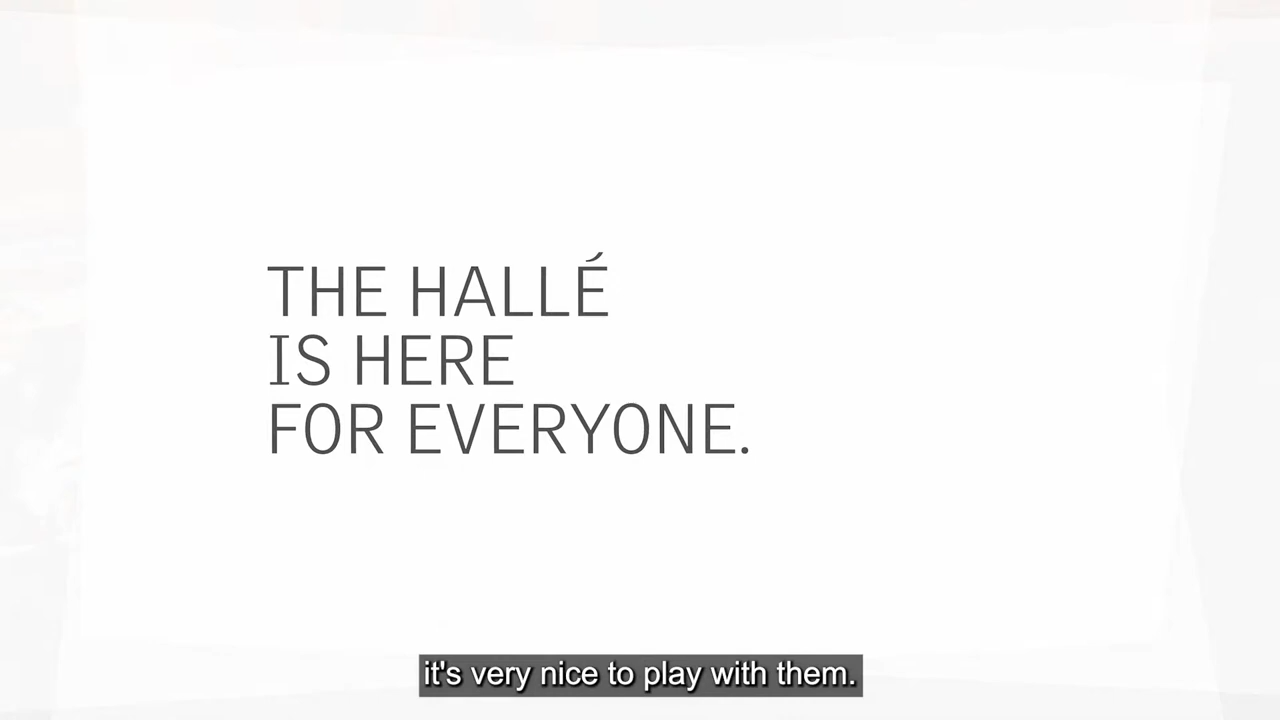 THE HALLÉ
IS HERE
FOR EVERYONE.
it's very nice to play with them.